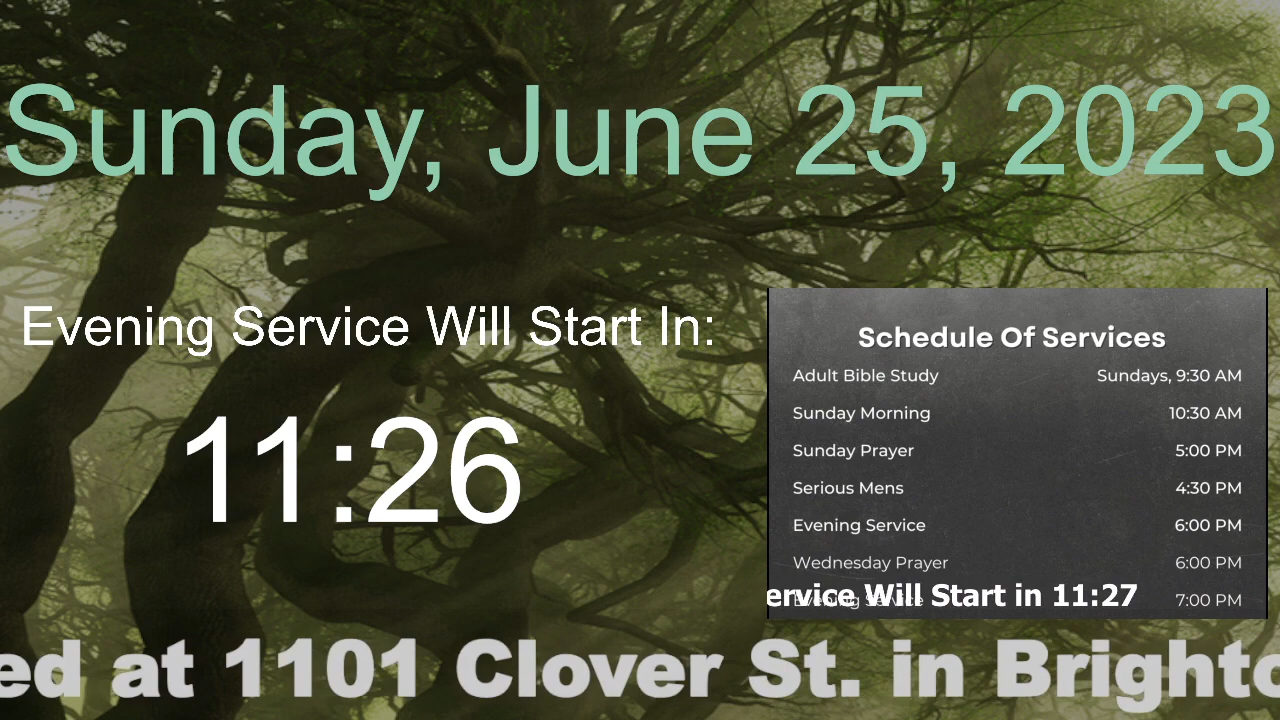 Sunday, June 25, 2023
Evening Service Will Start In:
11:26
Schedule Of Services
Adult Bible Study Sundays, 9:30 AM
Sunday Morning 10:30 AM
Sunday Prayer 5:00 PM
Serious Mens 4:30 PM
Evening Service 6:00 PM
Wednesday Prayer 6:00 PM
Evening Service 7:00 PM
ervice Will Start in 11:27
ed at 1101 Clover St. in Brighto